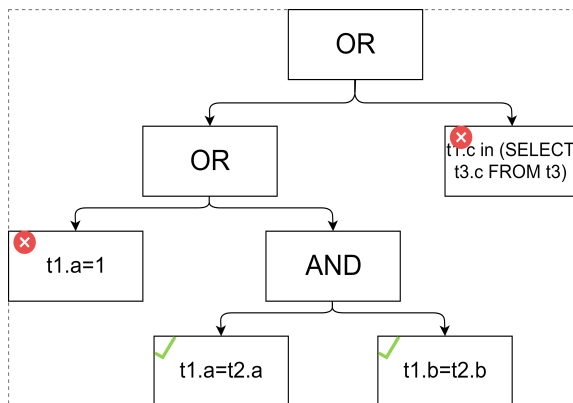 OR
OR
t1.c in (SELECT
t3.c FROM t3)
t1.a=1
AND
t1.a=t2.a
t1.b=t2.b